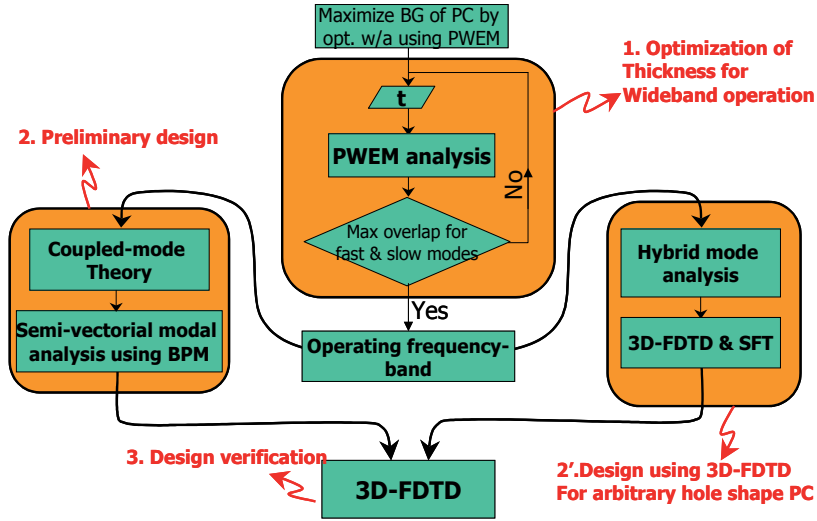 Maximize BG of PC by
opt. w/a using PWEM
1. Optimization of
Thickness for
Wideband operation
t
PWEM analysis
No
Max overlap for
fast & slow modes
Yes
Operating frequency-
band
2. Preliminary design
Coupled-mode
Theory
Semi-vectorial modal
analysis using BPM
Hybrid mode
analysis
3D-FDTD & SFT
2'.Design using 3D-FDTD
For arbitrary hole shape PC
3. Design verification
3D-FDTD